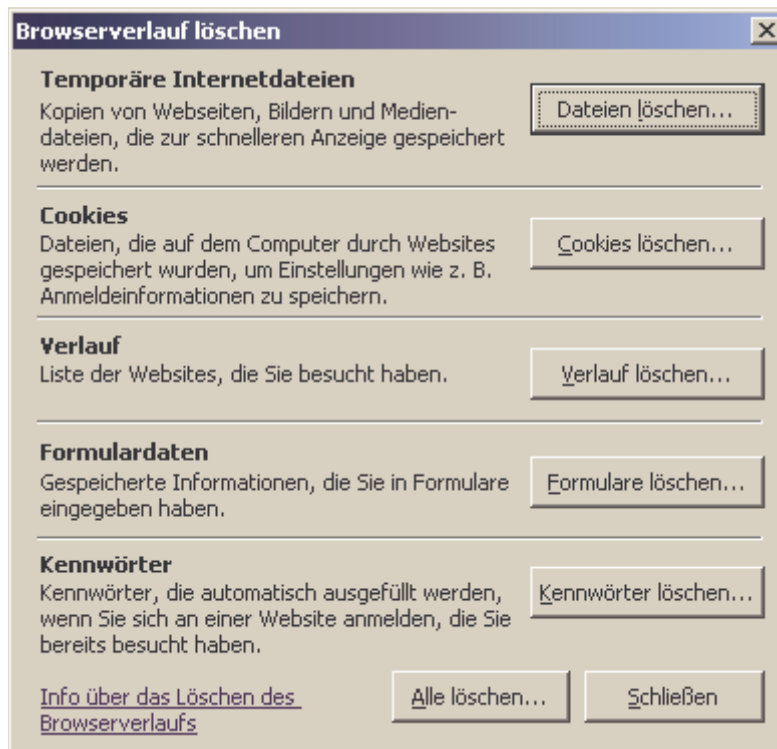 Browserverlauf löschen
Temporäre Internetdateien
Kopien von Webseiten, Bildern und Medien-
dateien, die zur schnelleren Anzeige gespeichert
werden.
Dateien löschen...
Cookies
Dateien, die auf dem Computer durch Websites
gespeichert wurden, um Einstellungen wie z. B.
Anmeldeinformationen zu speichern.
Cookies löschen...
Verlauf
Liste der Websites, die Sie besucht haben.
Verlauf löschen...
Formulardaten
Gespeicherte Informationen, die Sie in Formulare
eingegeben haben.
Formulare löschen...
Kennwörter
Kennwörter, die automatisch ausgefüllt werden,
wenn Sie sich an einer Website anmelden, die Sie
bereits besucht haben.
Kennwörter löschen...
Info über das Löschen des
Browserverlaufs
Alle löschen...
Schließen